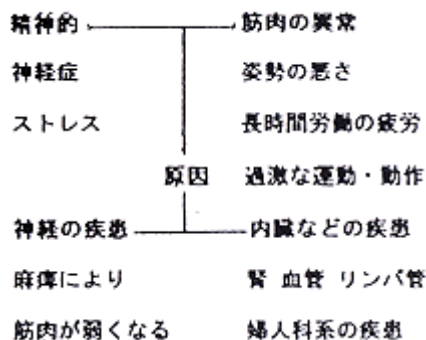 精神的 筋肉の異常
神経症 姿勢の悪さ
ストレス 長時間労働の疲労
原因 過激な運動・動作
神経の疾患 内臓などの疾患
麻痺により 腎 血管 リンパ管
筋肉が弱くなる 婦人科系の疾患